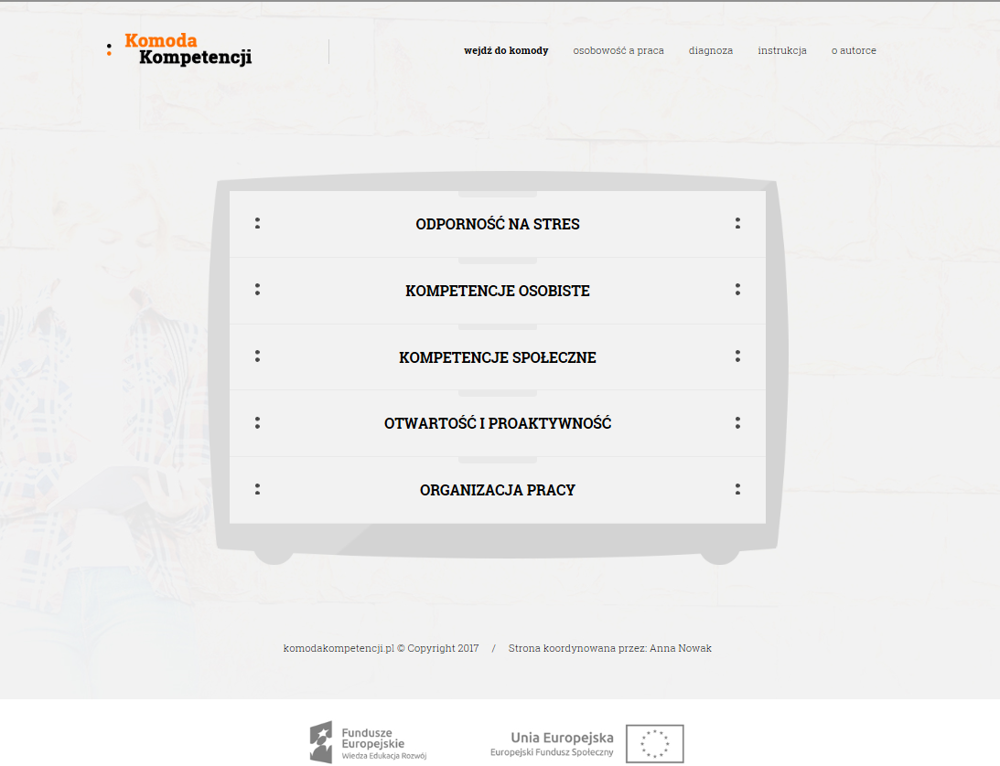 Komoda
Kompetencji
wejdź do komody osobowość a praca diagnoza instrukcja o autorce
ODPORNOŚĆ NA STRES
KOMPETENCJE OSOBISTE
KOMPETENCJE SPOŁECZNE
OTWARTOŚĆ I PROAKTYWNOŚĆ
ORGANIZACJA PRACY
komodakompetencji.pl © Copyright 2017 / Strona koordynowana przez: Anna Nowak
Fundusze
Europejskie
Wiedza Edukacja Rozwój
Unia Europejska
Europejski Fundusz Społeczny